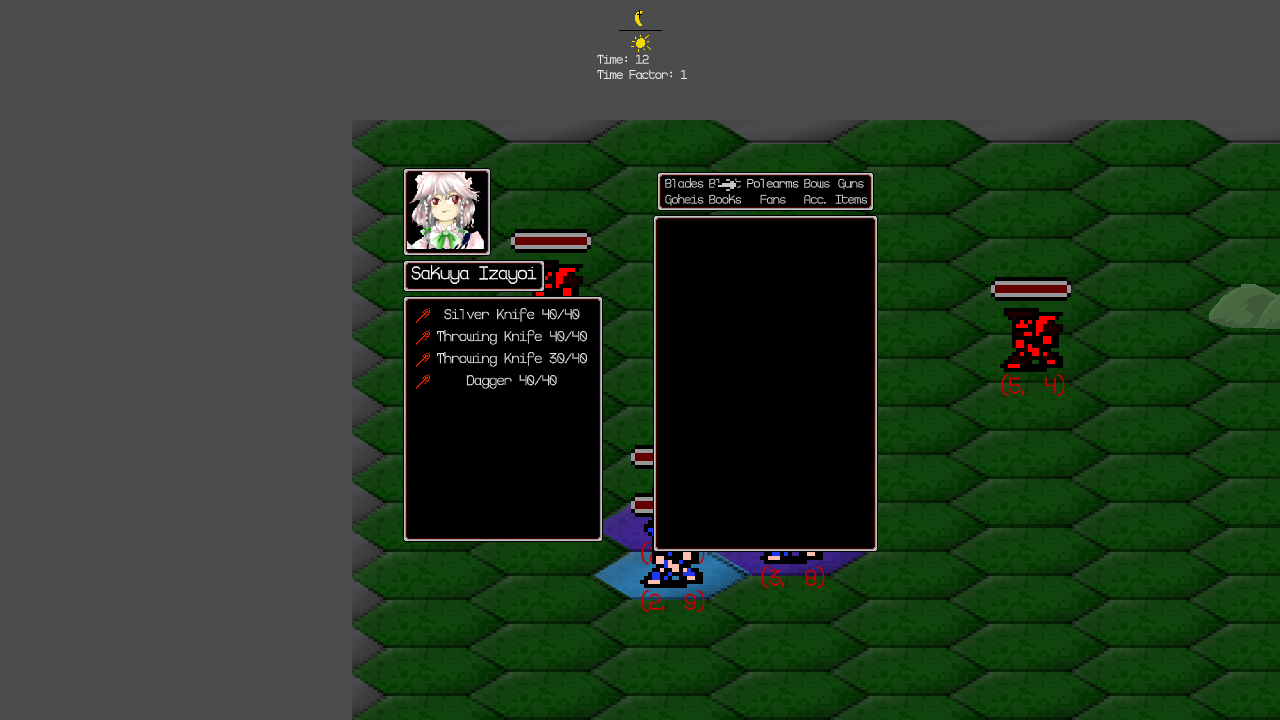 Time: 12
Time Factor: 1
Blades Polearms Bows Guns
Goheis Books Fans Acc. Items
Sakuya Izayoi
Silver Knife 40/40
Throwing Knife 40/40
Throwing Knife 30/40
Dagger 40/40
(5, 4)
(3, 8)
(2, 9)